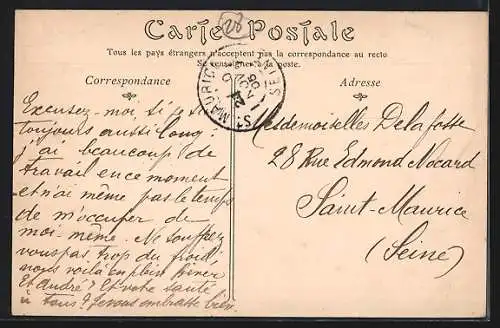 Carte Postale
28
Tous les pays étrangers n'acceptent pas la correspondance au recto
Se renseigner à la poste.
Correspondance
Excusez-moi, si je suis
toujours aussi long
j'ai beaucoup de
travail en ce moment
et n'ai même pas le temps
de m'occuper de
moi-même. Ne souffrez
vous pas trop du froid
nous voilà en plein hiver
Et André? Et votre santé
à tous? Je vous embrasse bien
Adresse
Mesdemoiselles Delafosse
28 Rue Edmond Nocard
Saint-Maurice
(Seine)
ST MAURICE